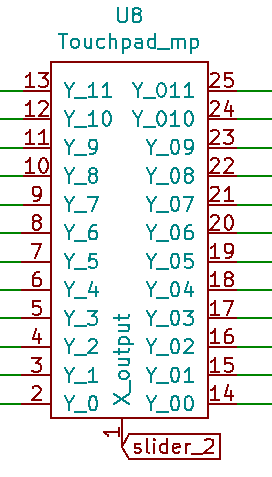 U8
Touchpad_mp
13 Y_11 Y_011 25
12 Y_10 Y_010 24
11 Y_9 Y_09 23
10 Y_8 Y_08 22
9 Y_7 Y_07 21
8 Y_6 Y_06 20
7 Y_5 Y_05 19
6 Y_4 Y_04 18
5 Y_3 Y_03 17
4 Y_2 Y_02 16
3 Y_1 Y_01 15
2 Y_0 Y_00 14
X_output
1
slider_2